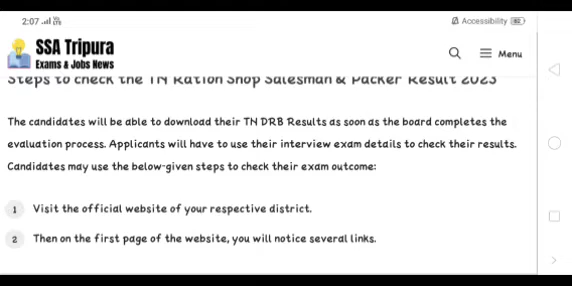 2:07
Accessibility
SSA Tripura
Exams & Jobs News
Menu
Steps to check the TN Ration Shop Salesman & Packer Result 2023
The candidates will be able to download their TN DRB Results as soon as the board completes the
evaluation process. Applicants will have to use their interview exam details to check their results.
Candidates may use the below-given steps to check their exam outcome:
1 Visit the official website of your respective district.
2 Then on the first page of the website, you will notice several links.